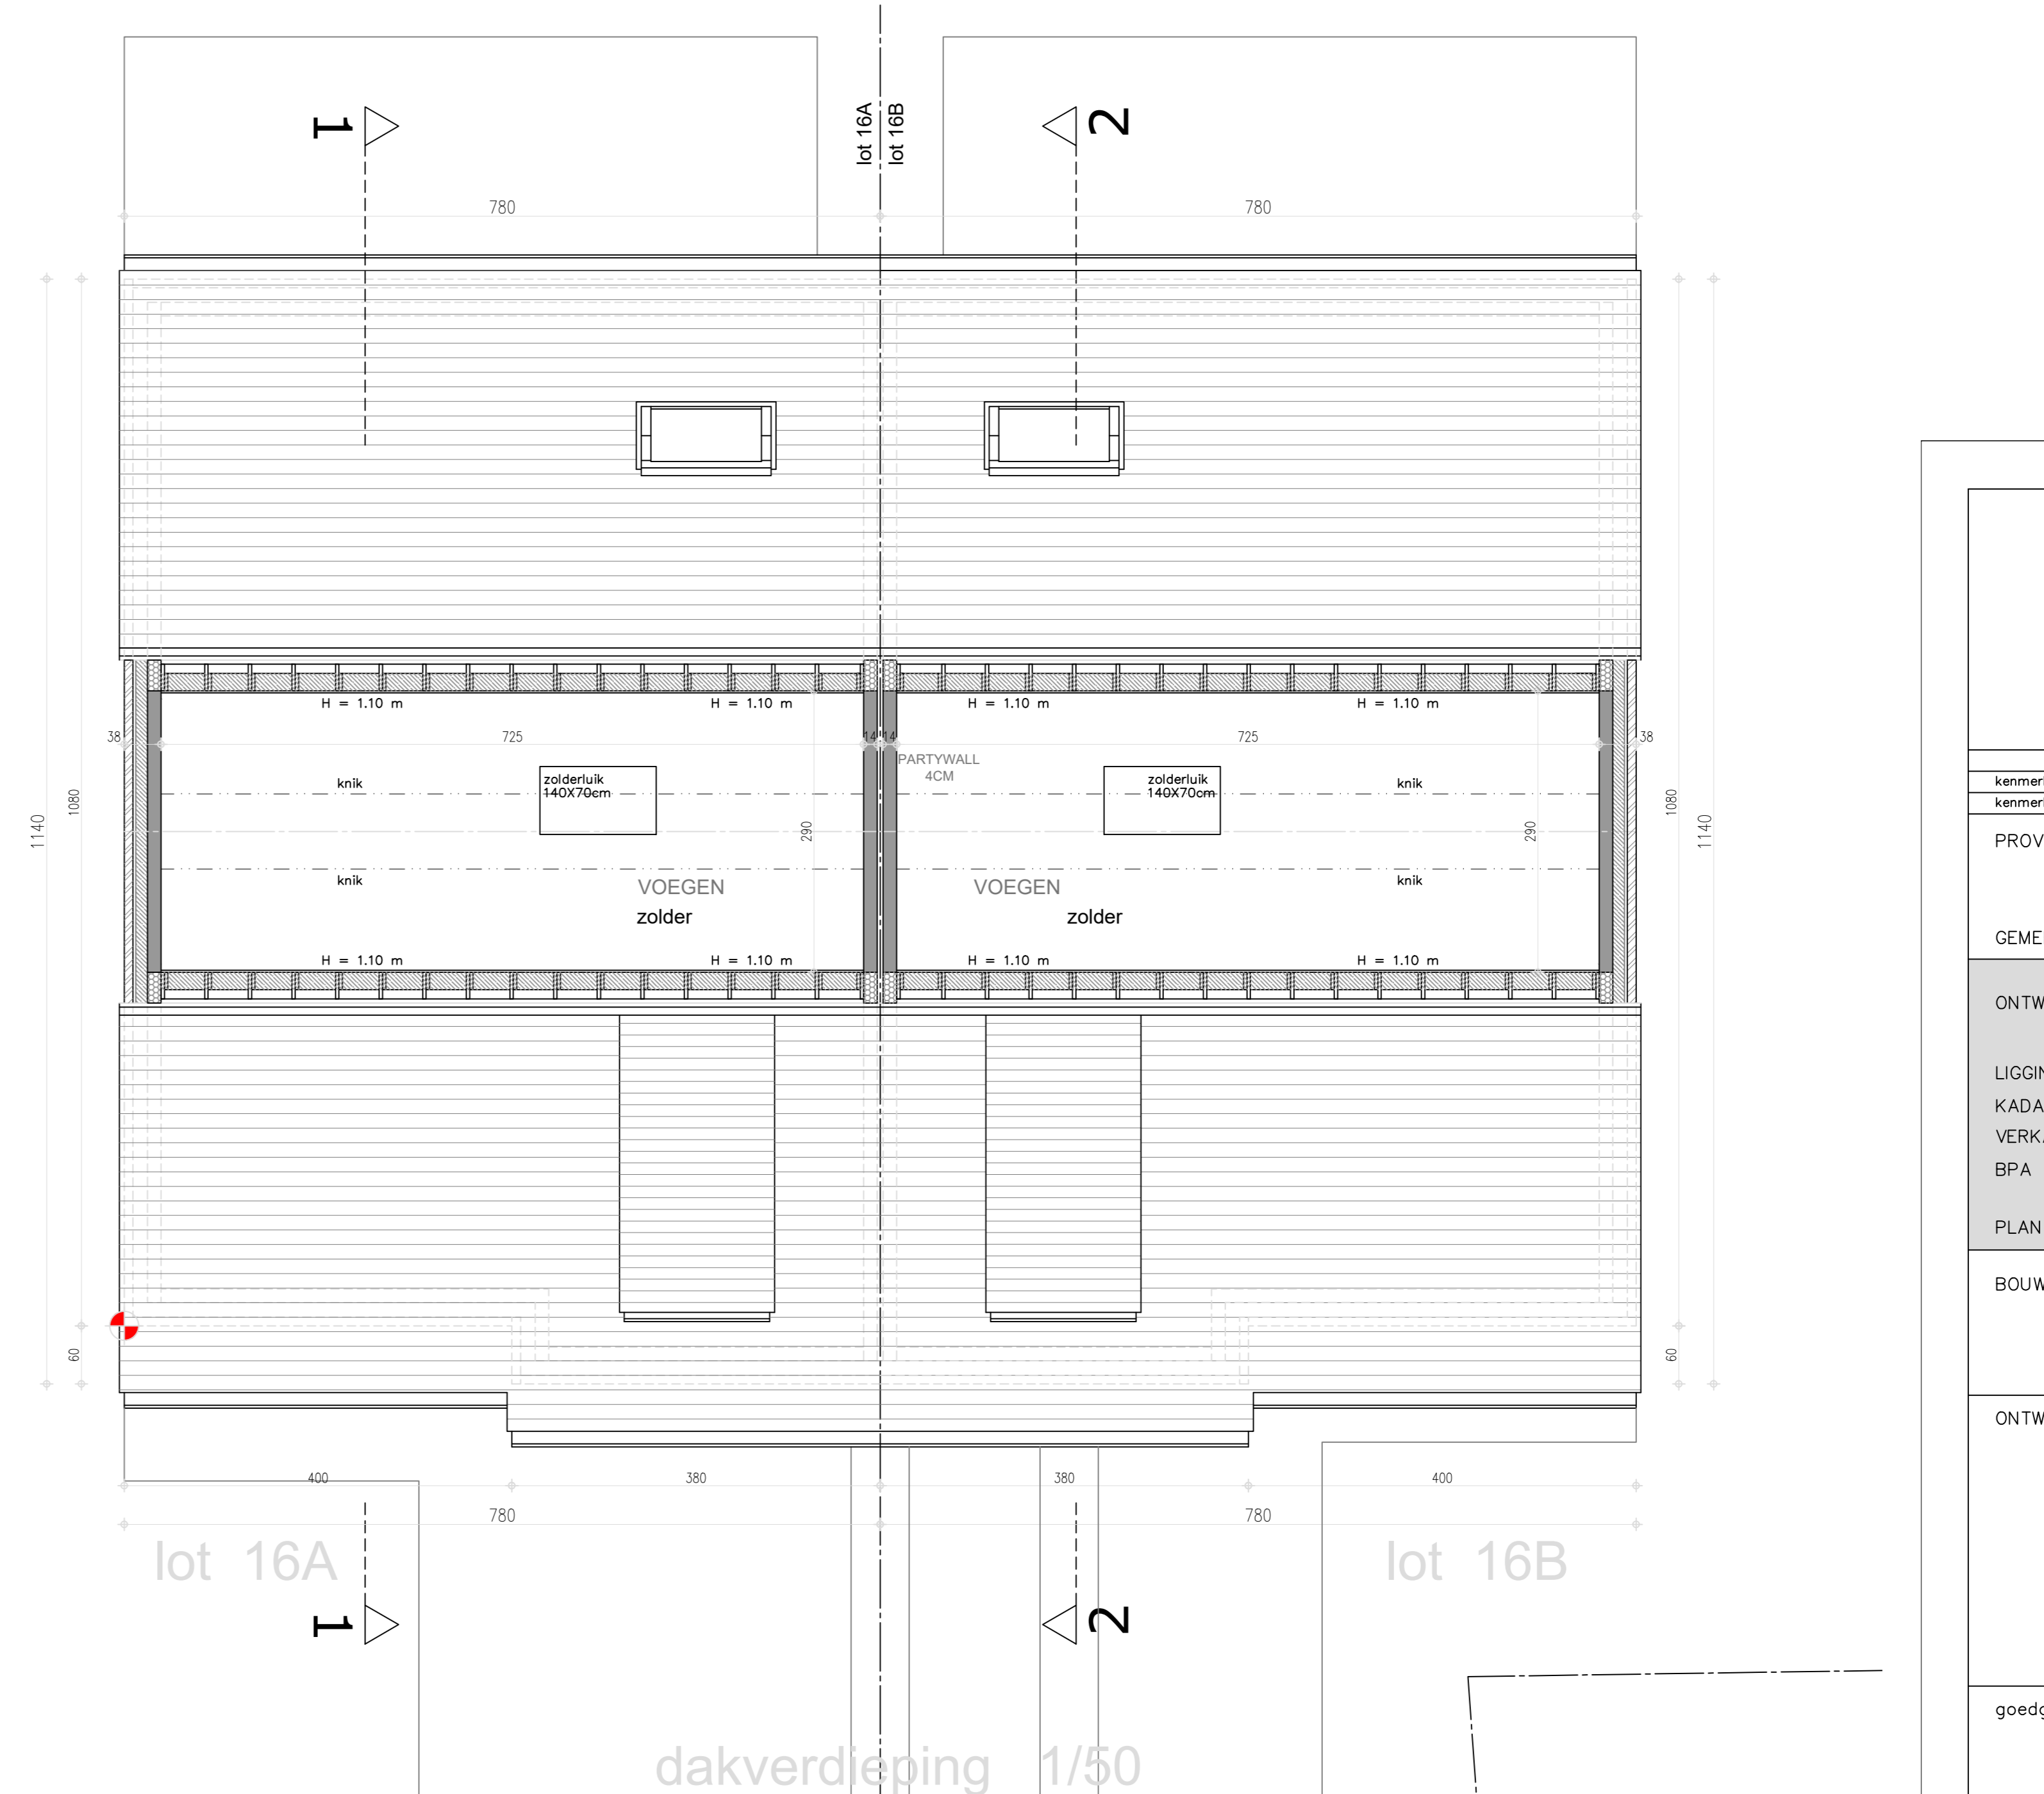 1
2
lot 16A
lot 16B
780
780
H = 1.10 m
H = 1.10 m
H = 1.10 m
H = 1.10 m
38
725
14
14
725
38
PARTYWALL
4CM
knik
zolderluik
140X70cm
zolderluik
140X70cm
knik
1140
1080
290
290
1080
1140
knik
knik
VOEGEN
VOEGEN
zolder
zolder
H = 1.10 m
H = 1.10 m
H = 1.10 m
H = 1.10 m
60
60
400
380
380
400
780
780
lot 16A
lot 16B
1
2
dakverdieping 1/50
kenmer
kenmer
PROV
GEME
ONTW
LIGGIN
KADA
VERK
BPA
PLAN
BOUW
ONTW
goedg